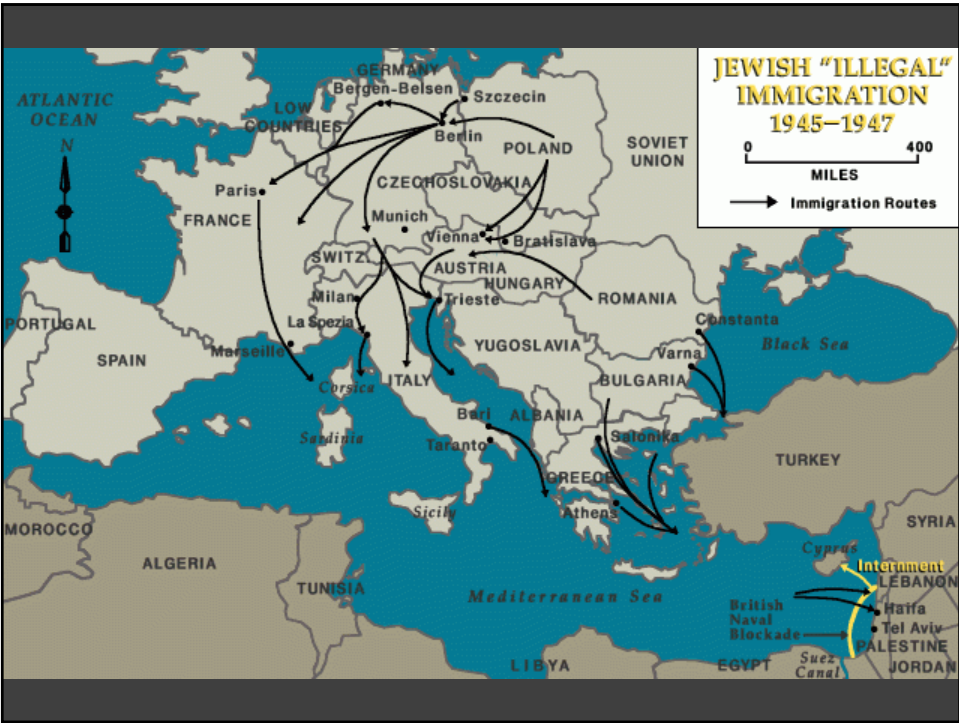 JEWISH "ILLEGAL"
IMMIGRATION
1945–1947
0 400
MILES
Immigration Routes
ATLANTIC
OCEAN
N
GERMANY
Bergen-Belsen
Szczecin
LOW
COUNTRIES
Berlin
POLAND
SOVIET
UNION
Paris
CZECHOSLOVAKIA
FRANCE
Munich
Vienna
Bratislava
SWITZ.
AUSTRIA
HUNGARY
Milan
Trieste
ROMANIA
La Spezia
Constanta
PORTUGAL
Marseille
YUGOSLAVIA
Varna
Black Sea
SPAIN
Corsica
ITALY
BULGARIA
Bari
ALBANIA
Sardinia
Taranto
Salonika
TURKEY
GREECE
Sicily
Athens
MOROCCO
SYRIA
ALGERIA
Cyprus
Internment
TUNISIA
LEBANON
Mediterranean Sea
British
Naval
Blockade
Haifa
Tel Aviv
PALESTINE
LIBYA
EGYPT
Suez
Canal
JORDAN